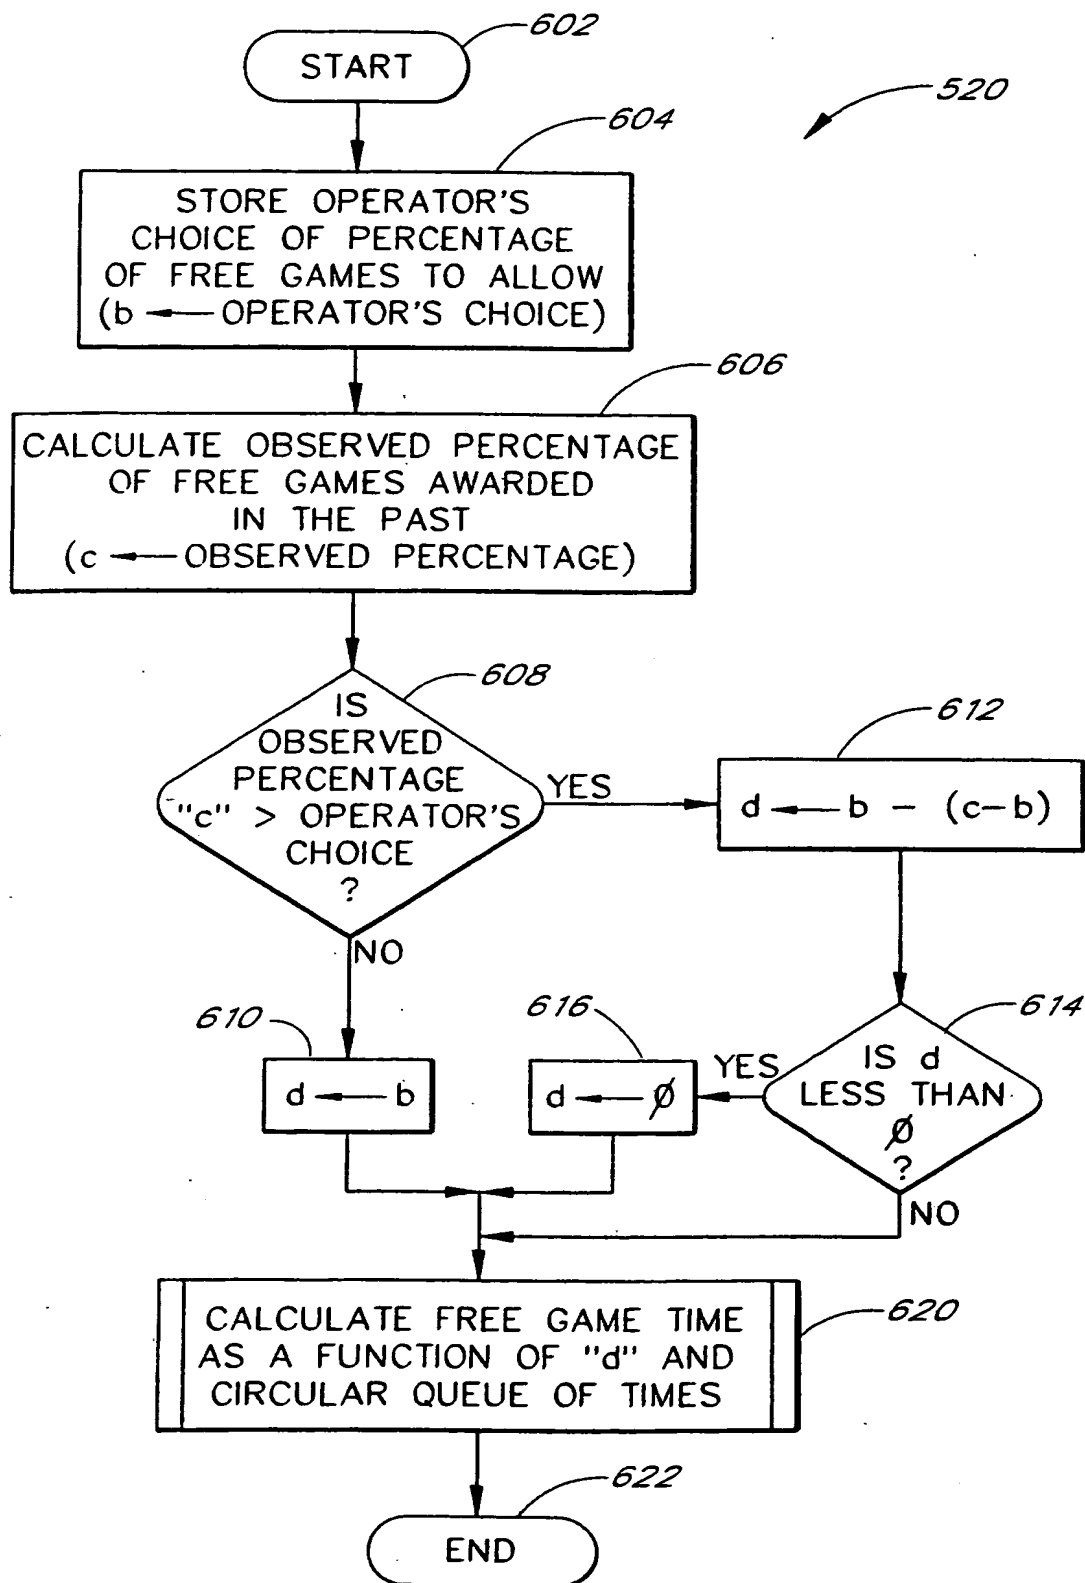 602
START
520
604
STORE OPERATOR'S
CHOICE OF PERCENTAGE
OF FREE GAMES TO ALLOW
(b ← OPERATOR'S CHOICE)
606
CALCULATE OBSERVED PERCENTAGE
OF FREE GAMES AWARDED
IN THE PAST
(c ← OBSERVED PERCENTAGE)
608
IS
OBSERVED
PERCENTAGE
"c" > OPERATOR'S
CHOICE
?
YES
612
d ← b - (c-b)
NO
610
d ← b
616
d ← Ø
YES
614
IS d
LESS THAN
Ø
?
NO
620
CALCULATE FREE GAME TIME
AS A FUNCTION OF "d" AND
CIRCULAR QUEUE OF TIMES
622
END